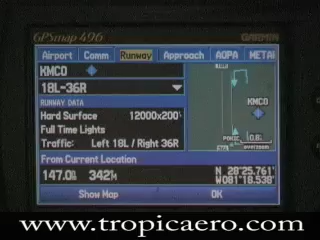 GPSmap 496 GARMIN
Airport Comm Runway Approach AOPA METAR
KMCO
18L-36R
RUNWAY DATA
Hard Surface 12000x200'
Full Time Lights
Traffic: Left 18L / Right 36R
KMCO
0.8
From Current Location
147.0 342 N 28°25.761'
W081°18.538'
Show Map OK
www.tropicaero.com